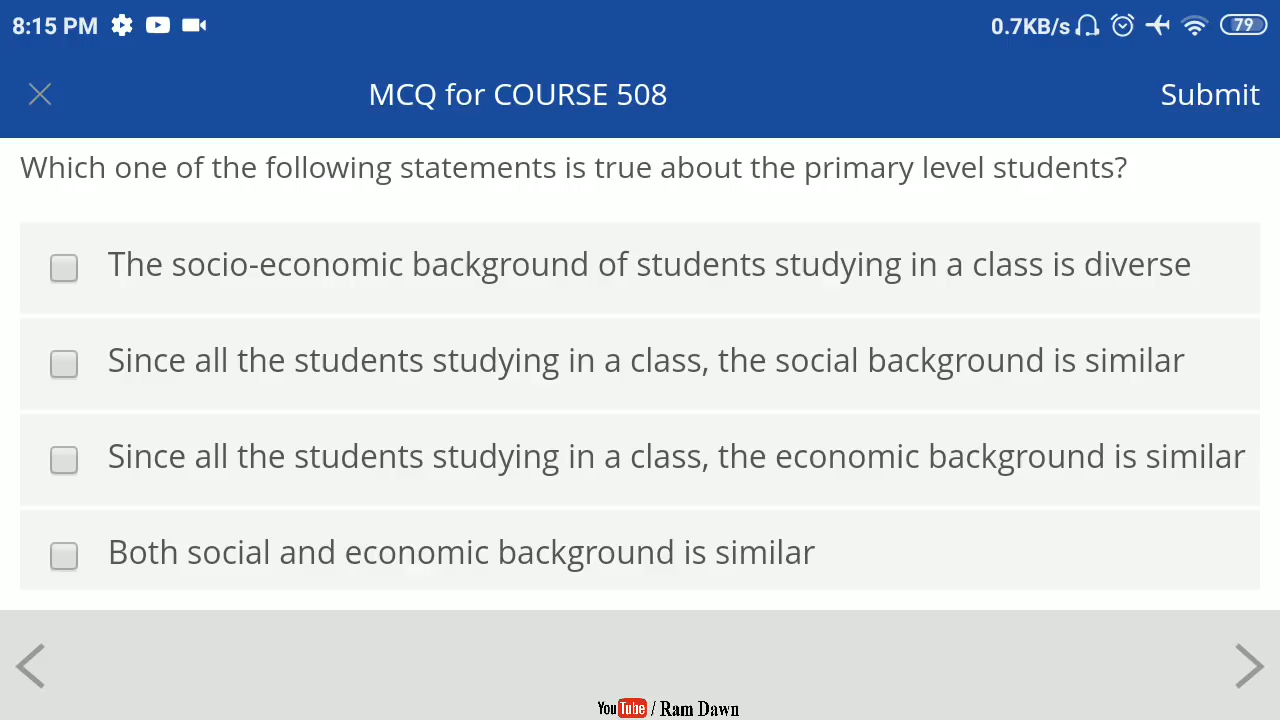 8:15 PM
0.7KB/s
79
MCQ for COURSE 508
Submit
Which one of the following statements is true about the primary level students?
The socio-economic background of students studying in a class is diverse
Since all the students studying in a class, the social background is similar
Since all the students studying in a class, the economic background is similar
Both social and economic background is similar
YouTube / Ram Dawn